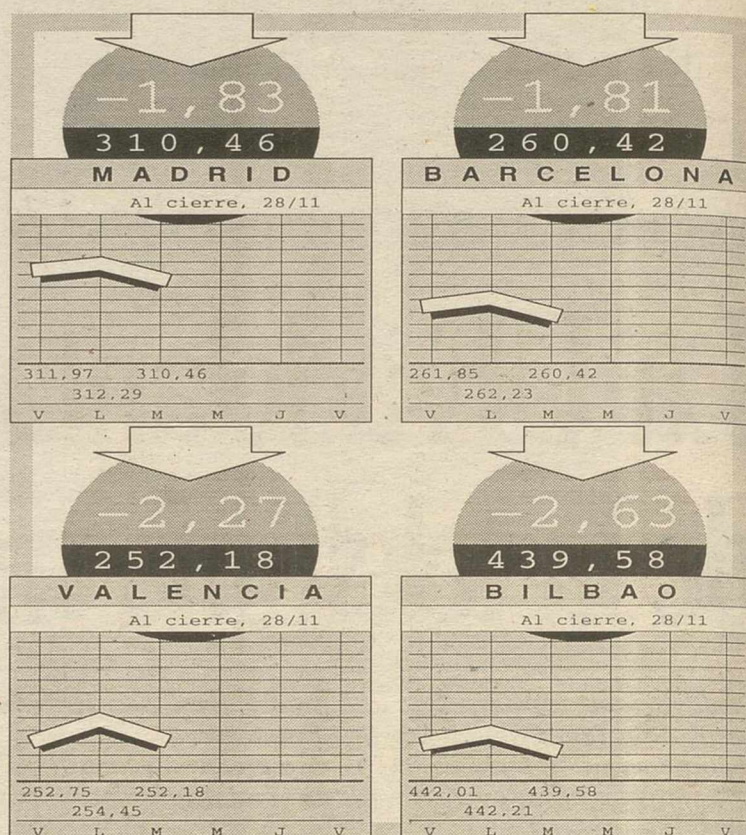 -1,83
310,46
MADRID
Al cierre, 28/11
311,97 310,46
312,29
V L M M J V
-1,81
260,42
BARCELONA
Al cierre, 28/11
261,85 260,42
262,23
V L M M J V
-2,27
252,18
VALENCIA
Al cierre, 28/11
252,75 252,18
254,45
V L M M J V
-2,63
439,58
BILBAO
Al cierre, 28/11
442,01 439,58
442,21
V L M M J V